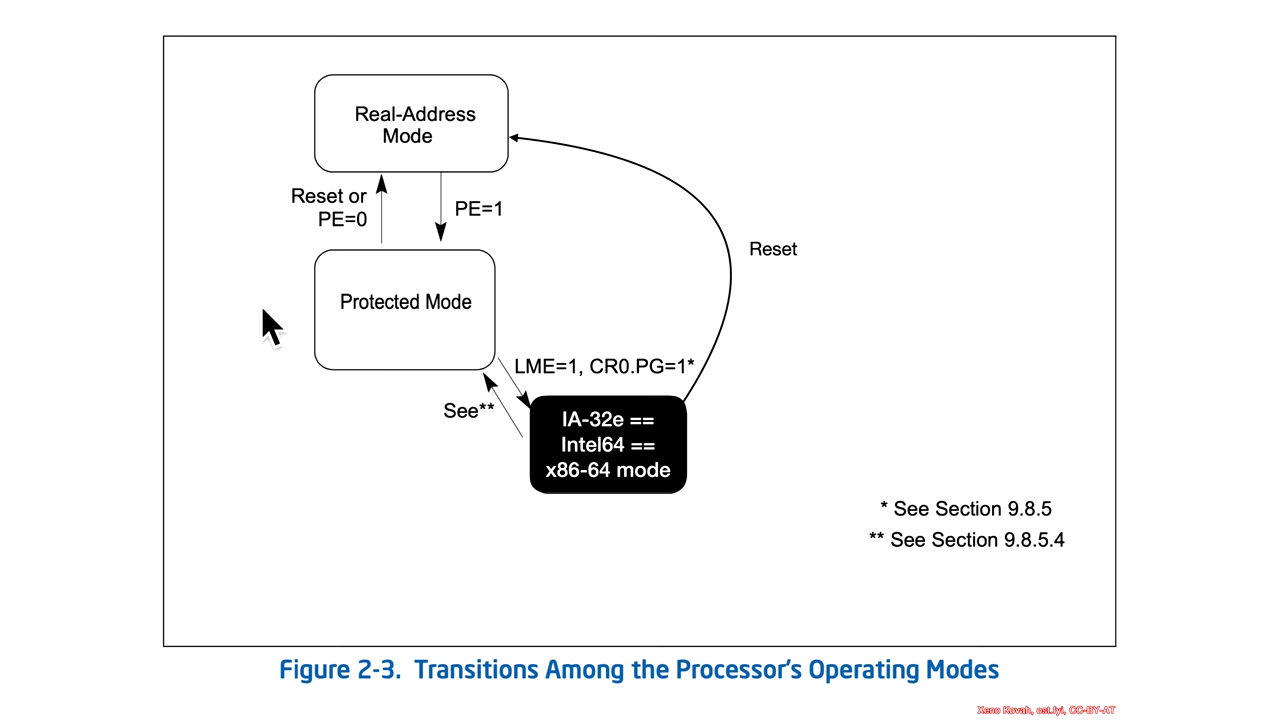 Real-Address
Mode
Reset or
PE=0
PE=1
Reset
Protected Mode
LME=1, CR0.PG=1*
See**
IA-32e ==
Intel64 ==
x86-64 mode
* See Section 9.8.5
** See Section 9.8.5.4
Figure 2-3. Transitions Among the Processor's Operating Modes
Xeno Kovah, ost.fyi, CC-BY-AT